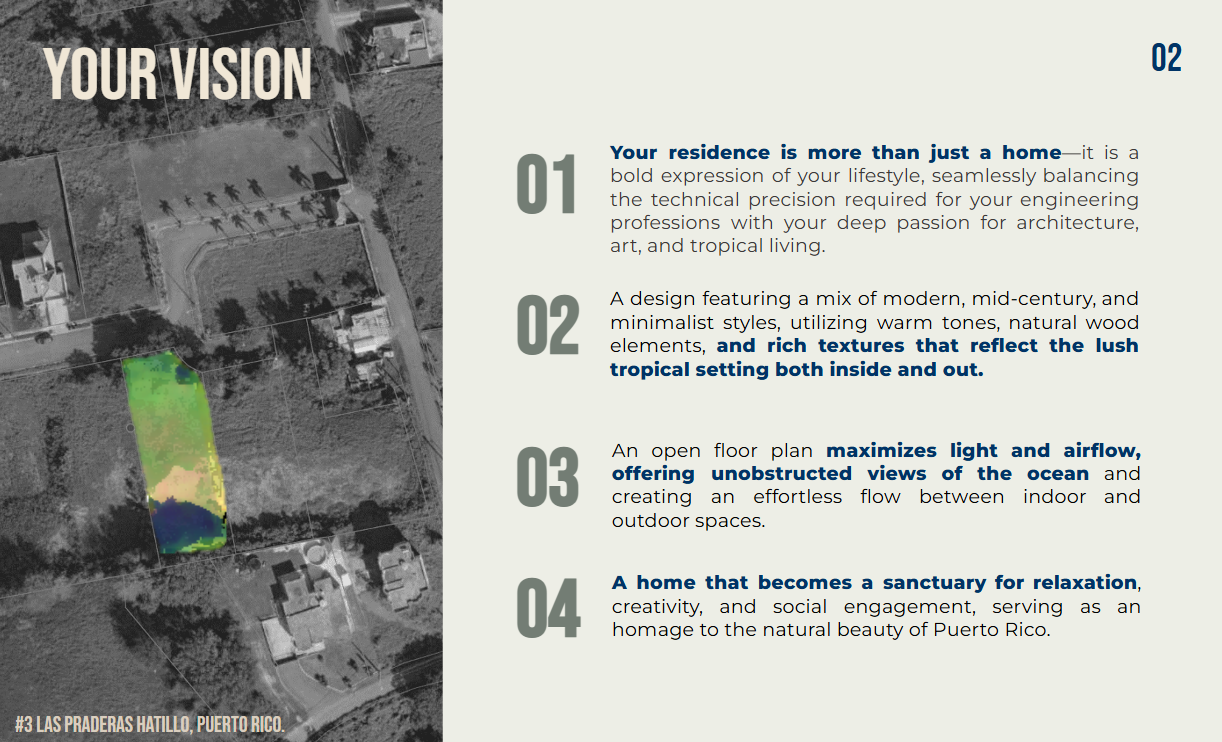 YOUR VISION
02
01
Your residence is more than just a home—it is a
bold expression of your lifestyle, seamlessly balancing
the technical precision required for your engineering
professions with your deep passion for architecture,
art, and tropical living.
02
A design featuring a mix of modern, mid-century, and
minimalist styles, utilizing warm tones, natural wood
elements, and rich textures that reflect the lush
tropical setting both inside and out.
03
An open floor plan maximizes light and airflow,
offering unobstructed views of the ocean and
creating an effortless flow between indoor and
outdoor spaces.
04
A home that becomes a sanctuary for relaxation,
creativity, and social engagement, serving as an
homage to the natural beauty of Puerto Rico.
#3 LAS PRADERAS HATILLO, PUERTO RICO.